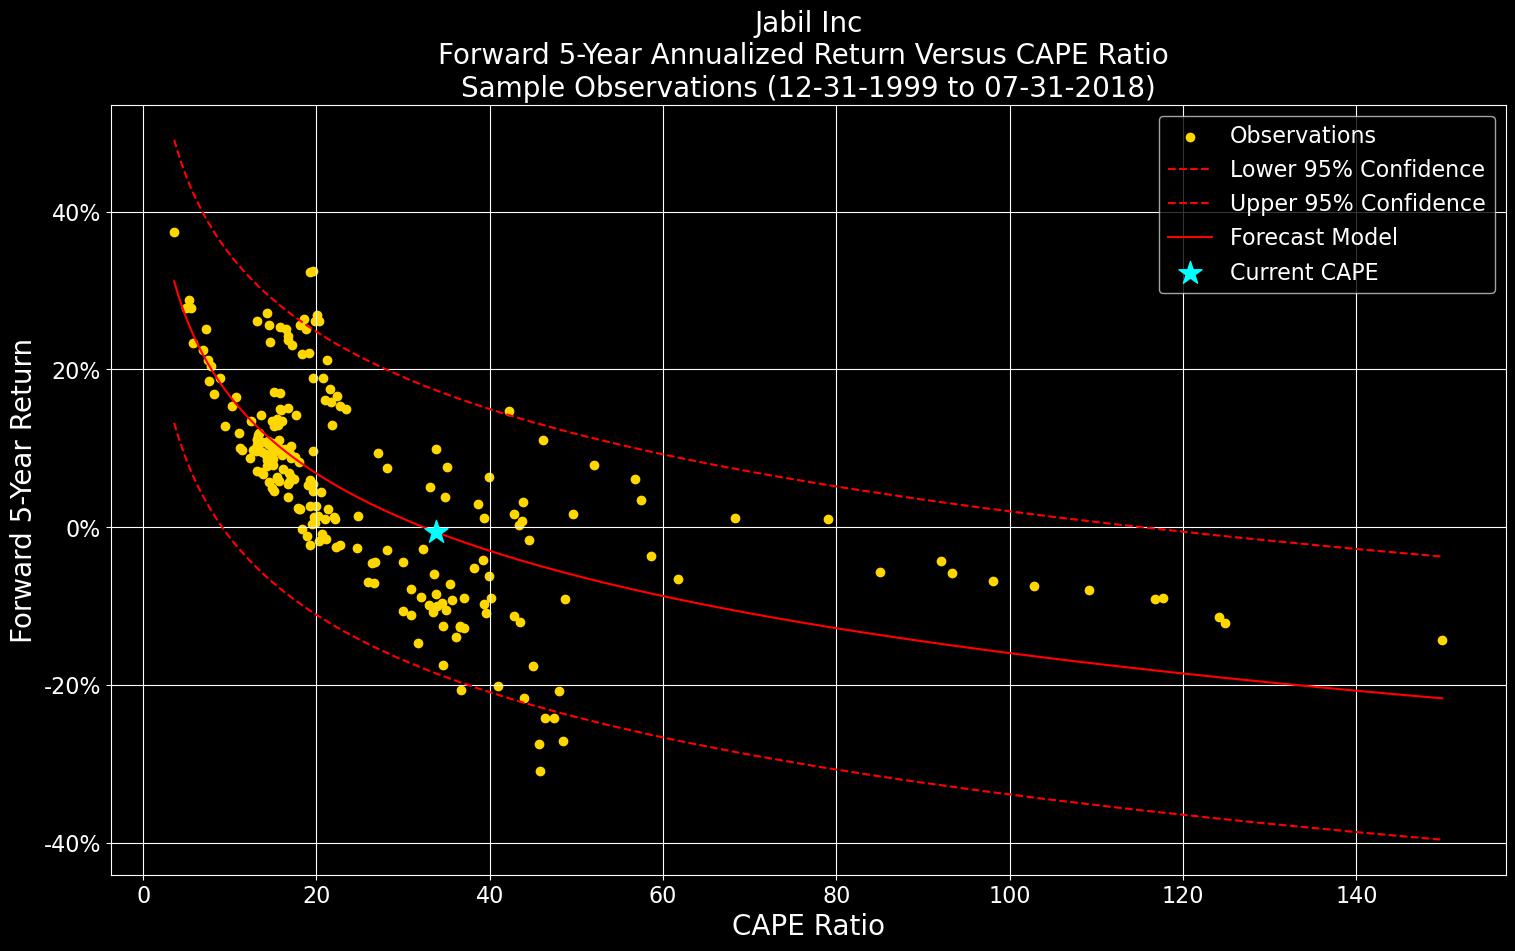 Jabil Inc
Forward 5-Year Annualized Return Versus CAPE Ratio
Sample Observations (12-31-1999 to 07-31-2018)
Observations
Lower 95% Confidence
Upper 95% Confidence
Forecast Model
Current CAPE
Forward 5-Year Return
40%
20%
0%
-20%
-40%
0 20 40 60 80 100 120 140
CAPE Ratio